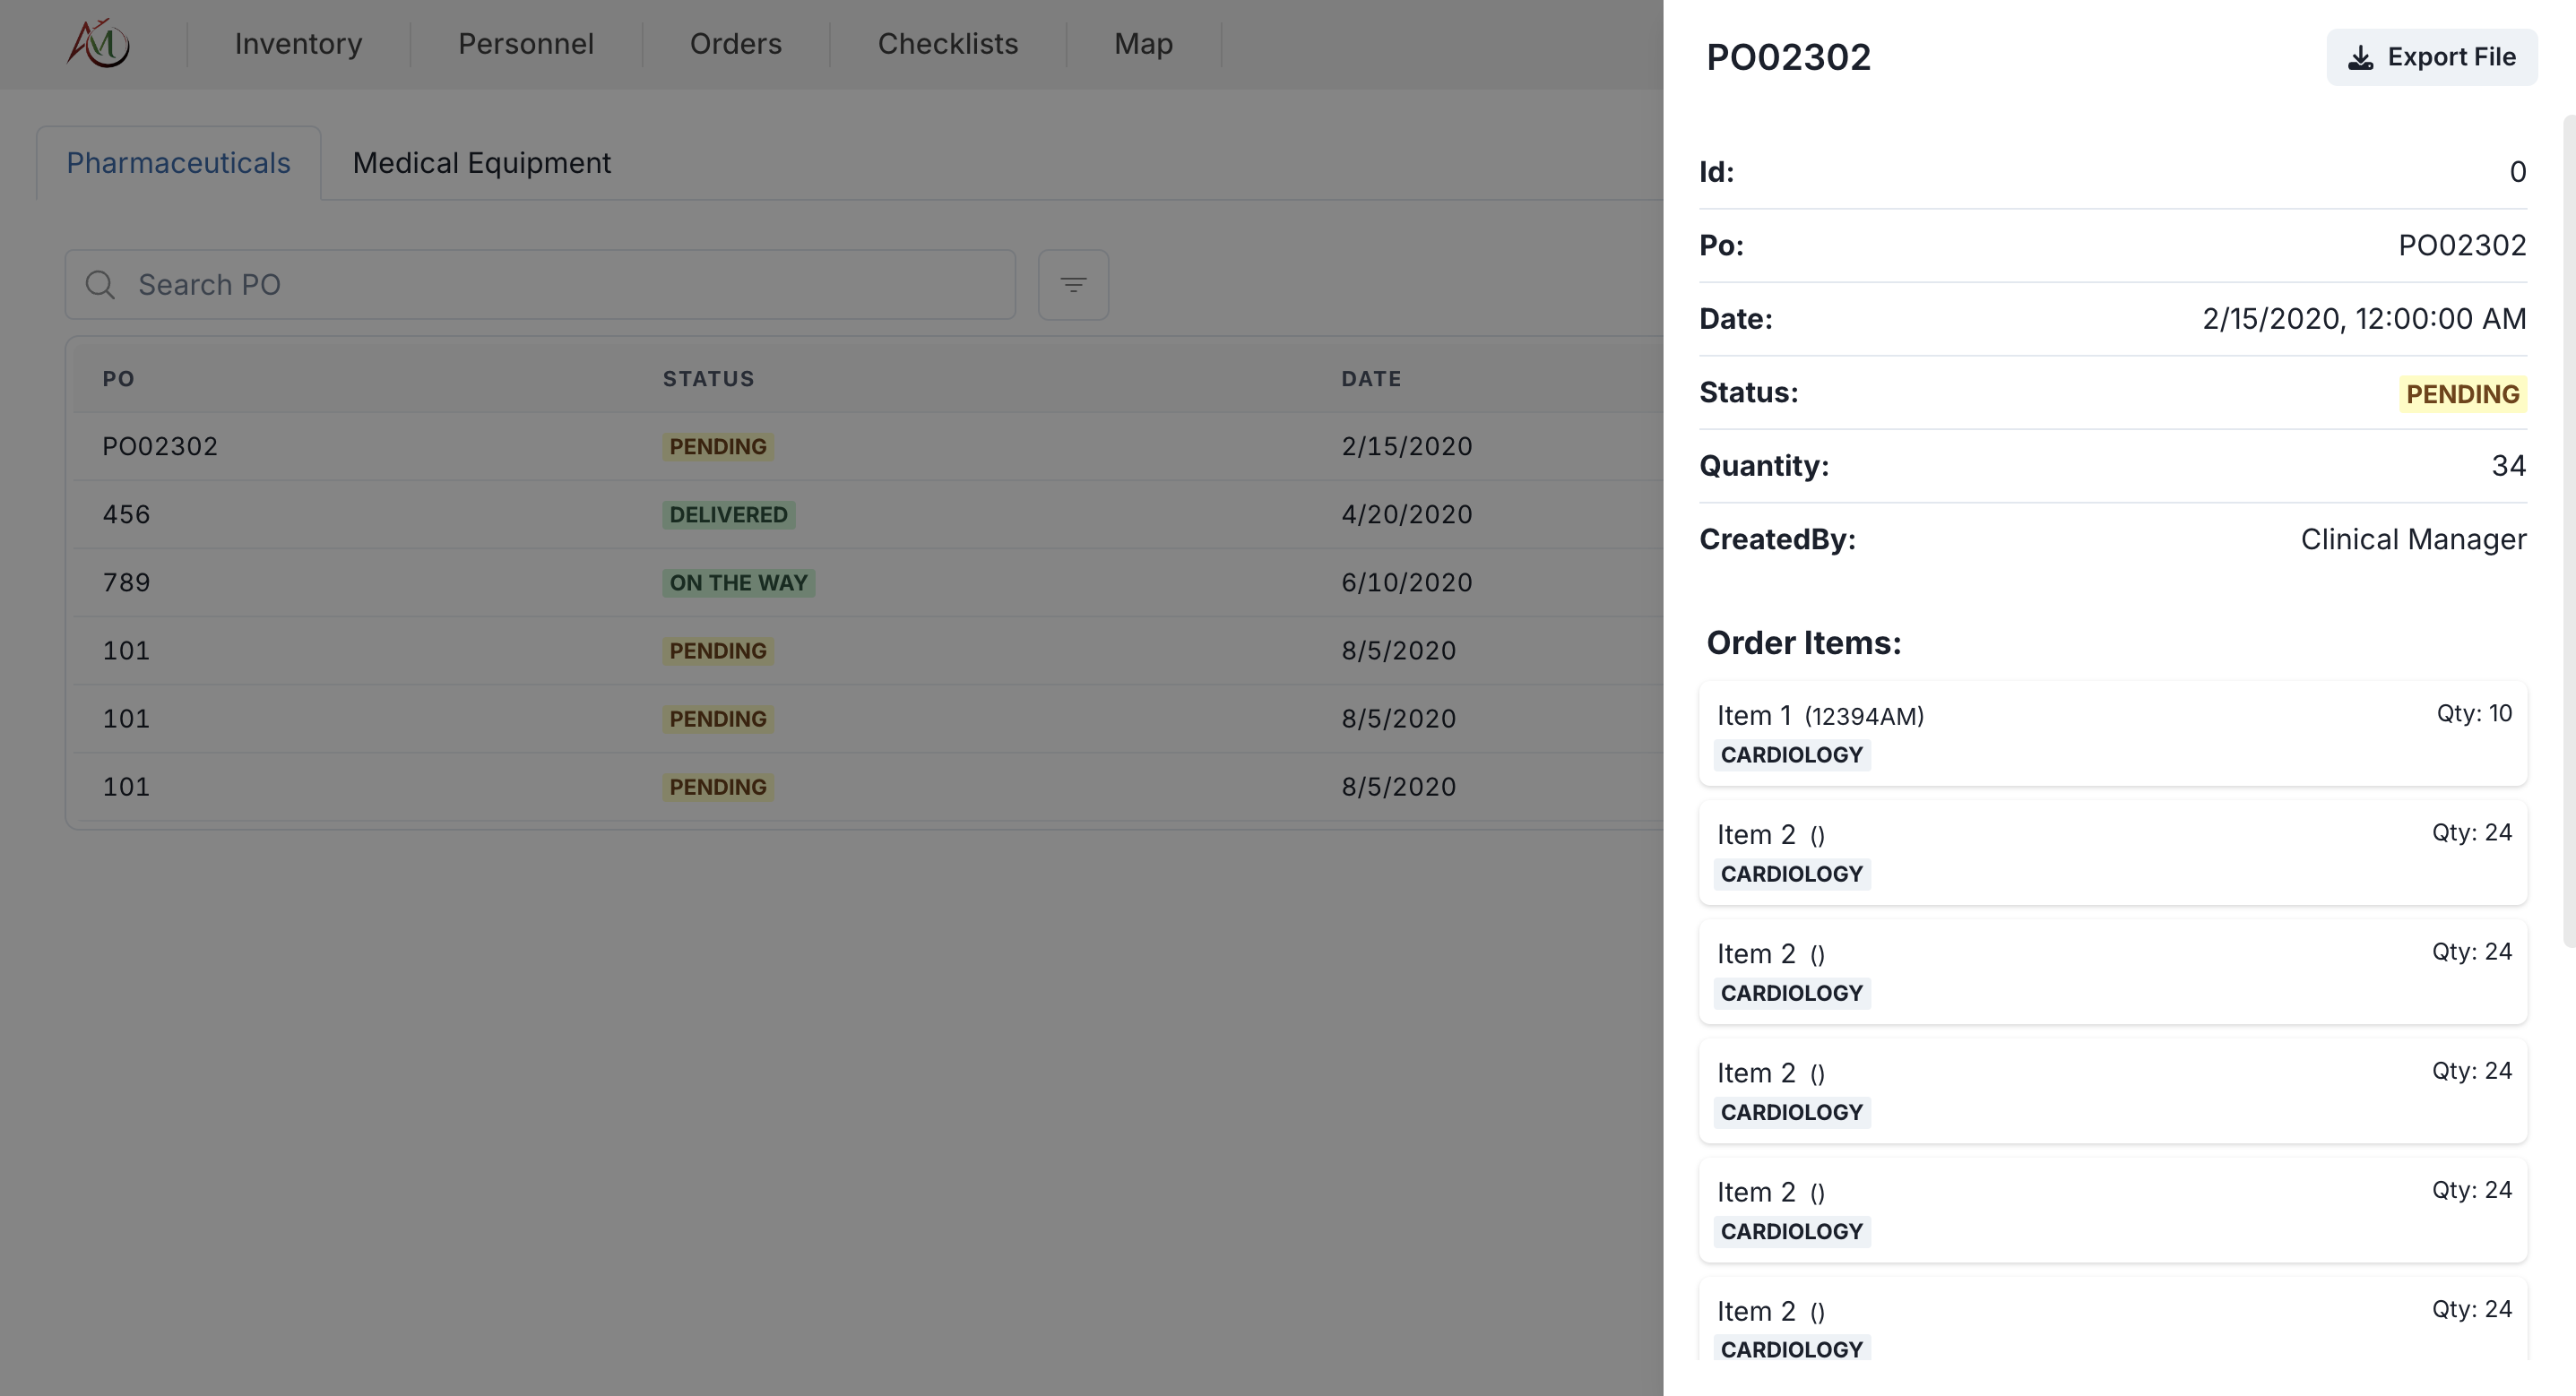 AMO
Inventory
Personnel
Orders
Checklists
Map
Pharmaceuticals
Medical Equipment
Search PO
PO STATUS DATE
PO02302 PENDING 2/15/2020
456 DELIVERED 4/20/2020
789 ON THE WAY 6/10/2020
101 PENDING 8/5/2020
101 PENDING 8/5/2020
101 PENDING 8/5/2020
PO02302
Export File
Id: 0
Po: PO02302
Date: 2/15/2020, 12:00:00 AM
Status: PENDING
Quantity: 34
CreatedBy: Clinical Manager
Order Items:
Item 1 (12394AM) Qty: 10
CARDIOLOGY
Item 2 () Qty: 24
CARDIOLOGY
Item 2 () Qty: 24
CARDIOLOGY
Item 2 () Qty: 24
CARDIOLOGY
Item 2 () Qty: 24
CARDIOLOGY
Item 2 () Qty: 24
CARDIOLOGY